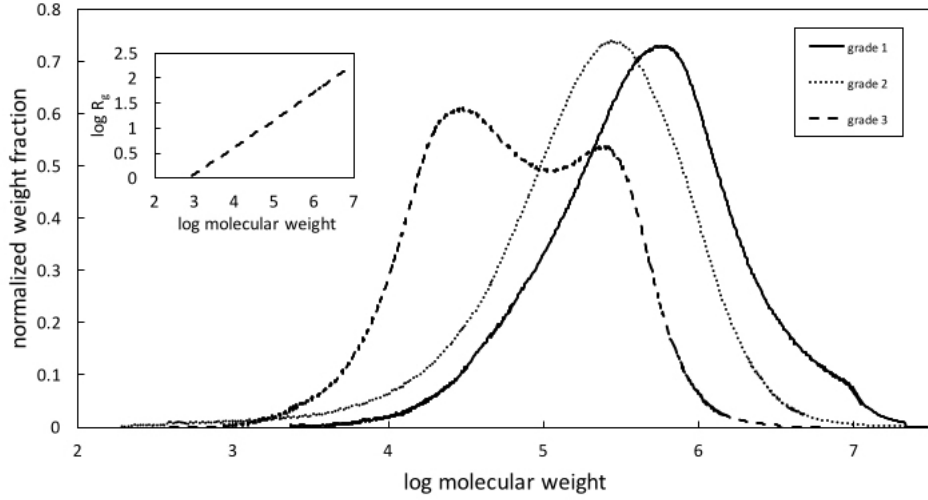 0.8
0.7
0.6
0.5
0.4
0.3
0.2
0.1
0
normalized weight fraction
2 3 4 5 6 7
log molecular weight
2.5
2
1.5
1
0.5
0
log Rg
2 3 4 5 6 7
log molecular weight
grade 1
grade 2
grade 3